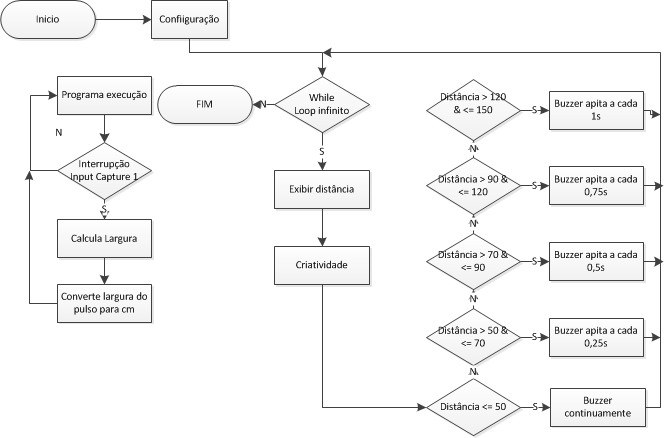 Inicio
Confiiguração
Programa execução
N
Interrupção
Input Capture 1
S
Calcula Largura
Converte largura do
pulso para cm
FIM
N
While
Loop infinito
S
Exibir distância
Criatividade
Distância > 120
& <= 150
S
Buzzer apita a cada
1s
N
Distância > 90 &
<= 120
S
Buzzer apita a cada
0,75s
N
Distância > 70 &
<= 90
S
Buzzer apita a cada
0,5s
N
Distância > 50 &
<= 70
S
Buzzer apita a cada
0,25s
N
Distância <= 50
S
Buzzer
continuamente